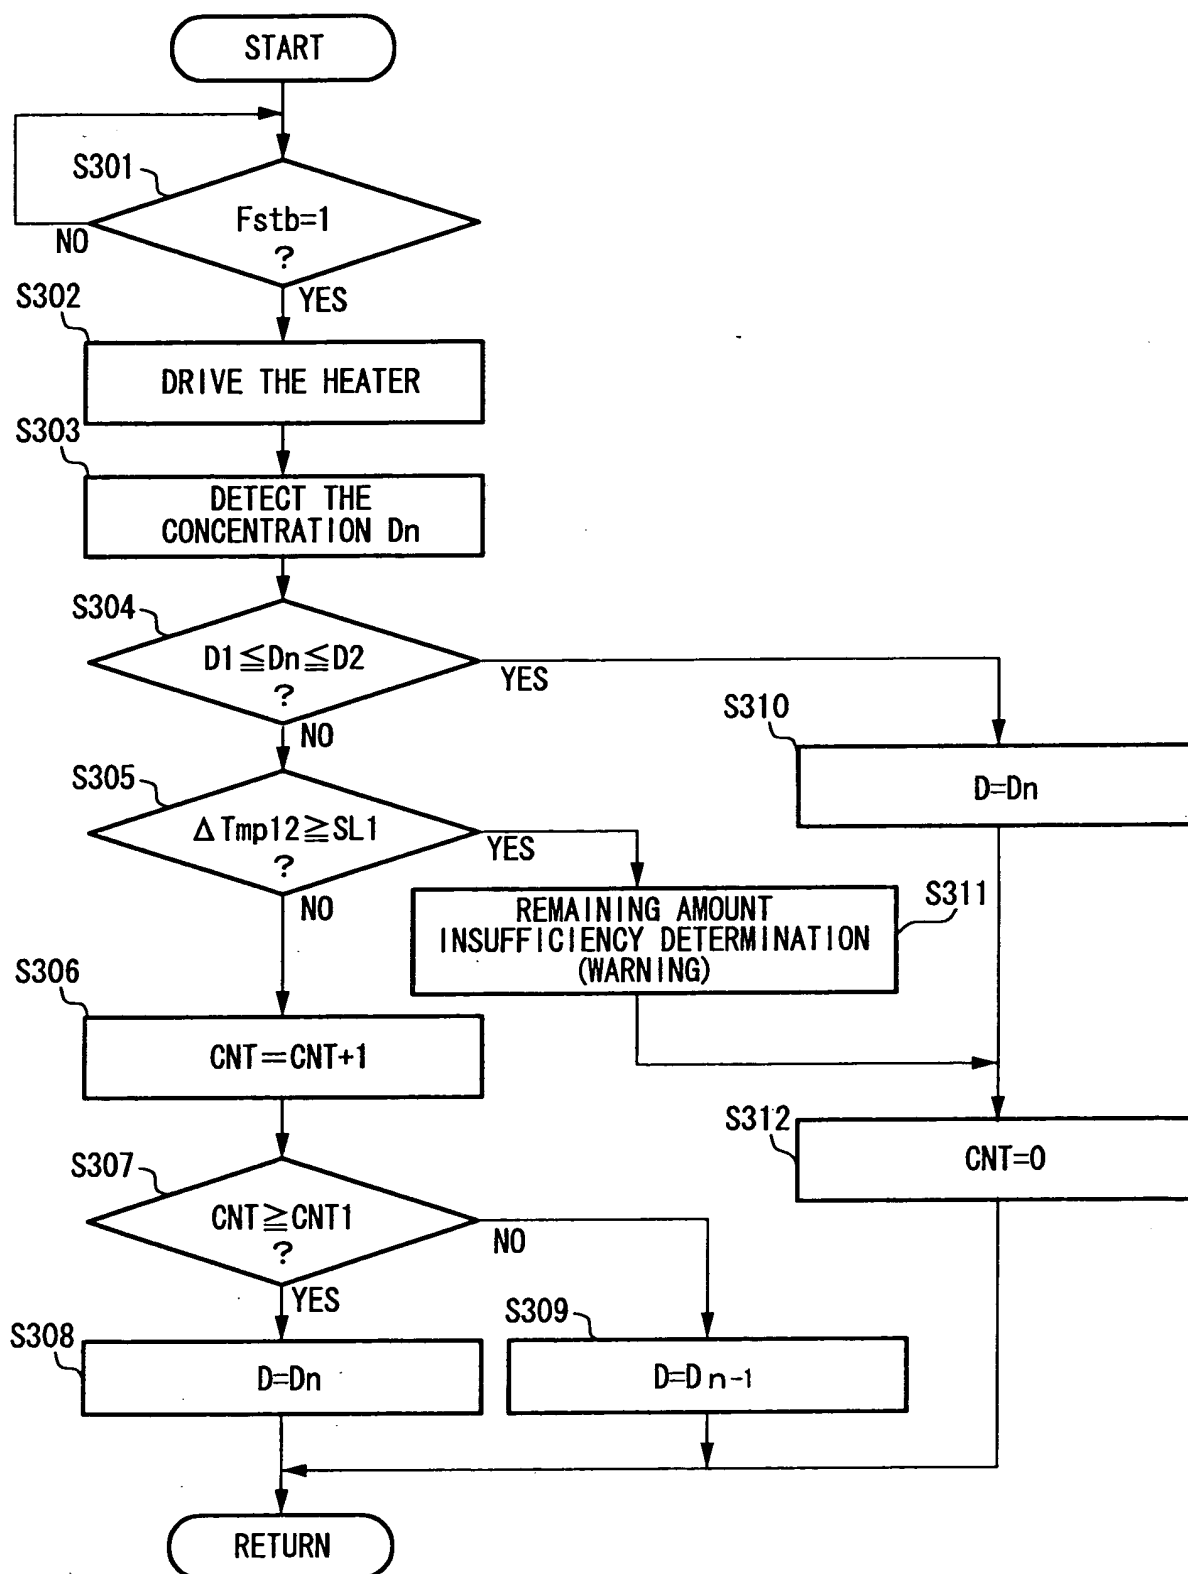 START
S301
Fstb=1
?
NO
YES
S302
DRIVE THE HEATER
S303
DETECT THE
CONCENTRATION Dn
S304
D1≦Dn≦D2
?
YES
NO
S310
D=Dn
S305
ΔTmp12≧SL1
?
YES
NO
S311
REMAINING AMOUNT
INSUFFICIENCY DETERMINATION
(WARNING)
S306
CNT=CNT+1
S312
CNT=0
S307
CNT≧CNT1
?
NO
YES
S308
D=Dn
S309
D=Dn-1
RETURN